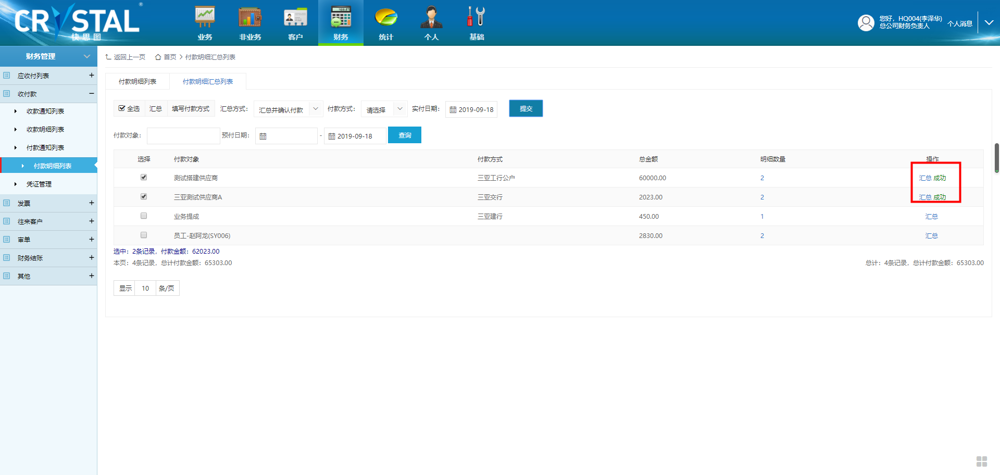 CRYSTAL ®
快思图
业务
非业务
客户
财务
统计
个人
基础
您好，HQ004(李泽华)
总公司财务负责人
个人消息
财务管理
应收付列表 +
收付款 −
收款通知列表
收款明细列表
付款通知列表
付款明细列表
凭证管理
发票 +
往来客户 +
审单 +
财务结账 +
其他 +
返回上一页 首页 > 付款明细汇总列表
付款明细列表 付款明细汇总列表
全选 汇总 填写付款方式 汇总方式： 汇总并确认付款 付款方式： 请选择 实付日期： 2019-09-18 提交
付款对象： 预付日期： - 2019-09-18 查询
选择 付款对象 付款方式 总金额 明细数量 操作
测试搭建供应商 三亚工行公户 60000.00 2 汇总 成功
三亚测试供应商A 三亚交行 2023.00 2 汇总 成功
业务提成 三亚建行 450.00 1 汇总
员工-赵阿龙(SY006) 2830.00 2 汇总
选中：2条记录，付款金额：62023.00
本页：4条记录，总计付款金额：65303.00 总计：4条记录，总计付款金额：65303.00
显示 10 条/页